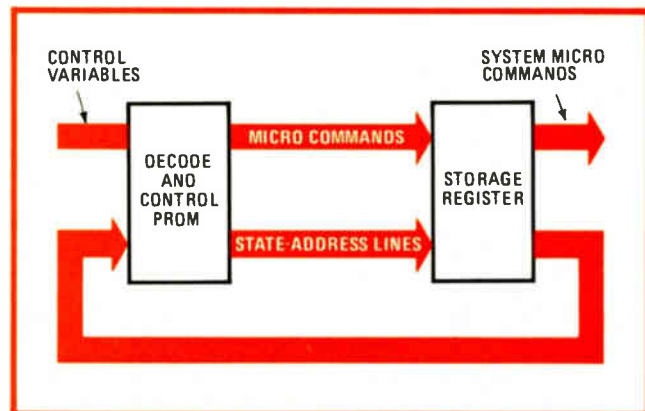 CONTROL
VARIABLES
SYSTEM MICRO
COMMANDS
MICRO COMMANDS
DECODE
AND
CONTROL
PROM
STORAGE
REGISTER
STATE-ADDRESS LINES